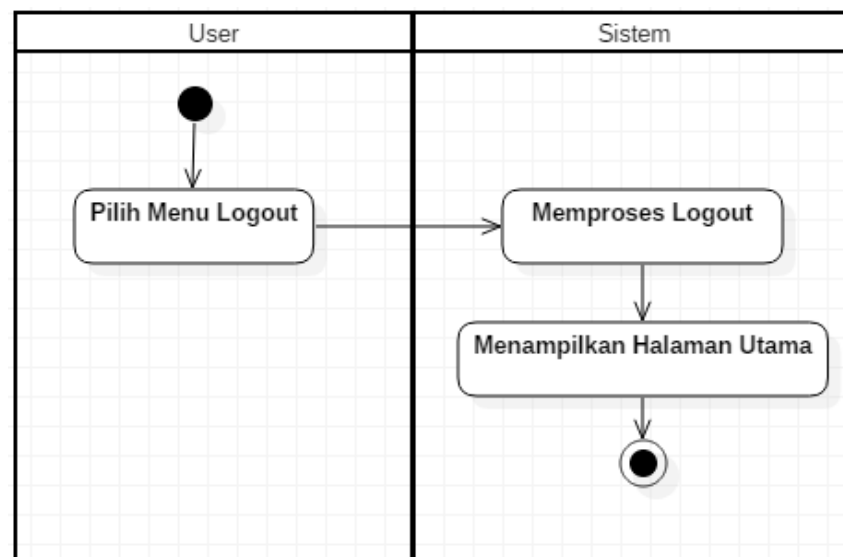 User
Sistem
Pilih Menu Logout
Memproses Logout
Menampilkan Halaman Utama